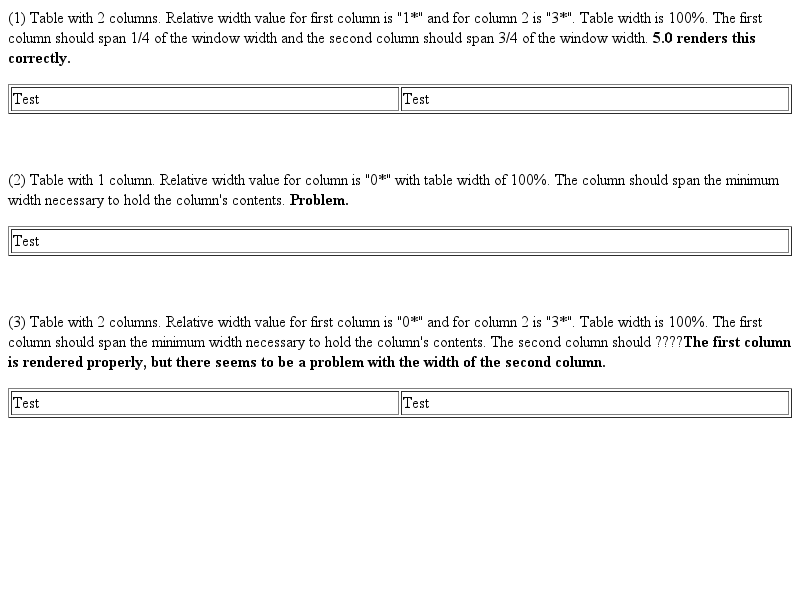 (1) Table with 2 columns. Relative width value for first column is "1*" and for column 2 is "3*". Table width is 100%. The first
column should span 1/4 of the window width and the second column should span 3/4 of the window width. 5.0 renders this
correctly.
Test Test
(2) Table with 1 column. Relative width value for column is "0*" with table width of 100%. The column should span the minimum
width necessary to hold the column's contents. Problem.
Test
(3) Table with 2 columns. Relative width value for first column is "0*" and for column 2 is "3*". Table width is 100%. The first
column should span the minimum width necessary to hold the column's contents. The second column should ????The first column
is rendered properly, but there seems to be a problem with the width of the second column.
Test Test